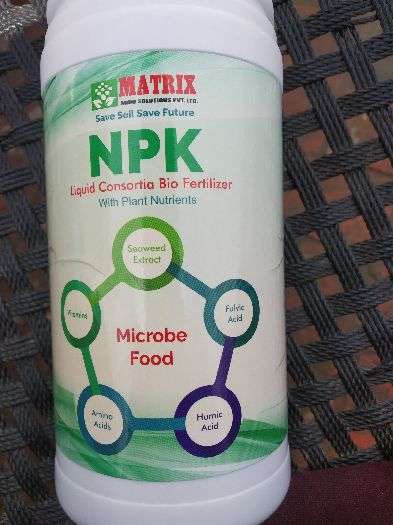 MATRIX
AGRO SOLUTIONS PVT. LTD.
Save Soil Save Future
NPK
Liquid Consortia Bio Fertilizer
With Plant Nutrients
Seaweed
Extract
Vitamins
Fulvic
Acid
Microbe
Food
Amino
Acids
Humic
Acid